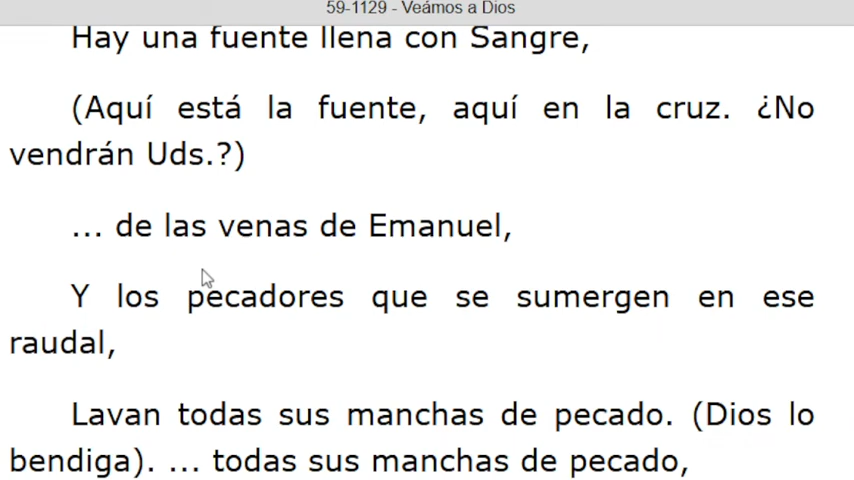 59-1129 - Veámos a Dios
Hay una fuente llena con Sangre,
(Aquí está la fuente, aquí en la cruz. ¿No
vendrán Uds.?)
... de las venas de Emanuel,
Y los pecadores que se sumergen en ese
raudal,
Lavan todas sus manchas de pecado. (Dios lo
bendiga). ... todas sus manchas de pecado,